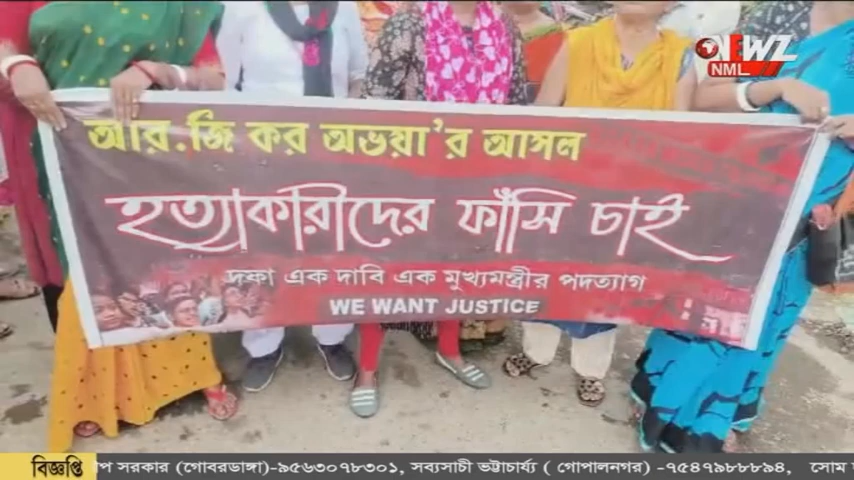 NEWZ
NML
আর.জি কর অভয়া'র আসল
হত্যাকারীদের ফাঁসি চাই
দফা এক দাবি এক মুখ্যমন্ত্রীর পদত্যাগ
WE WANT JUSTICE
বিজ্ঞপ্তি
সরকার (গোবরডাঙ্গা)-৯৫৬৩০৭৮৩০১, সব্যসাচী ভট্টাচার্য্য ( গোপালনগর) -৭৫৪৭৯৮৮৮৯৪, সোম